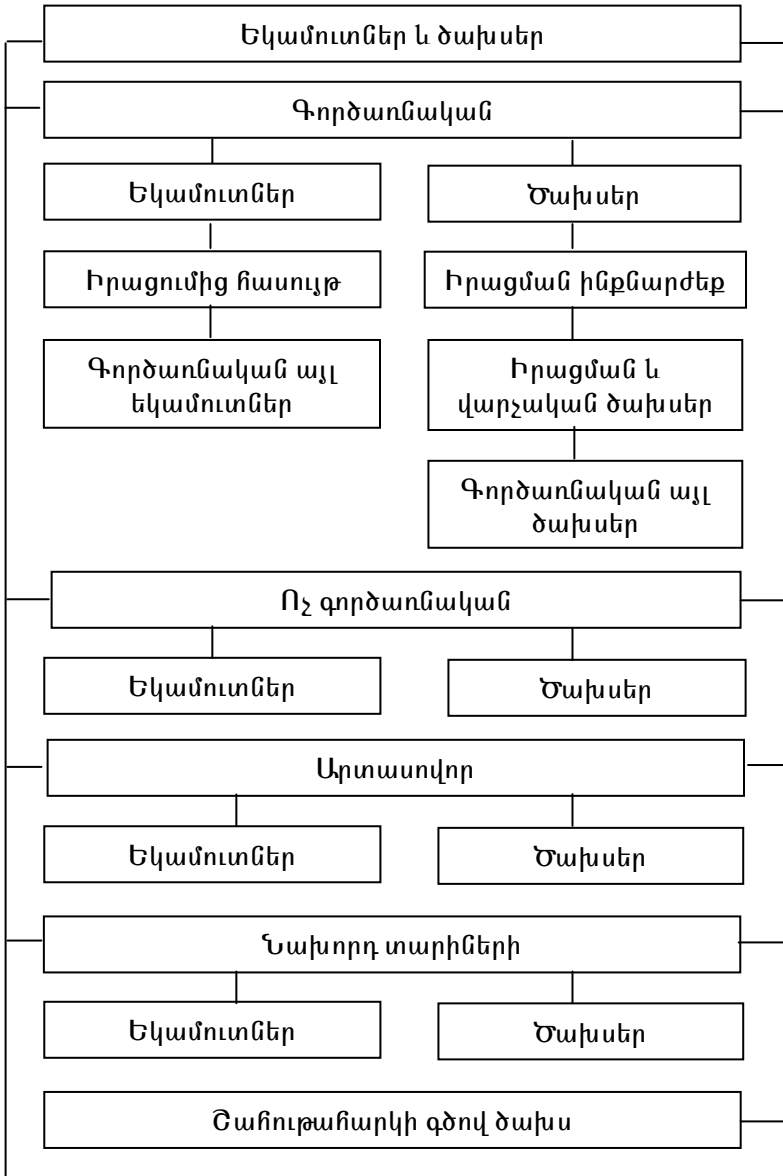 Եկամուտներ և ծախսեր
Գործառնական
Եկամուտներ
Ծախսեր
Իրացումից հասույթ
Իրացման ինքնարժեք
Գործառնական այլ
եկամուտներ
Իրացման և
վարչական ծախսեր
Գործառնական այլ
ծախսեր
Ոչ գործառնական
Եկամուտներ
Ծախսեր
Արտասովոր
Եկամուտներ
Ծախսեր
Նախորդ տարիների
Եկամուտներ
Ծախսեր
Շահութահարկի գծով ծախս